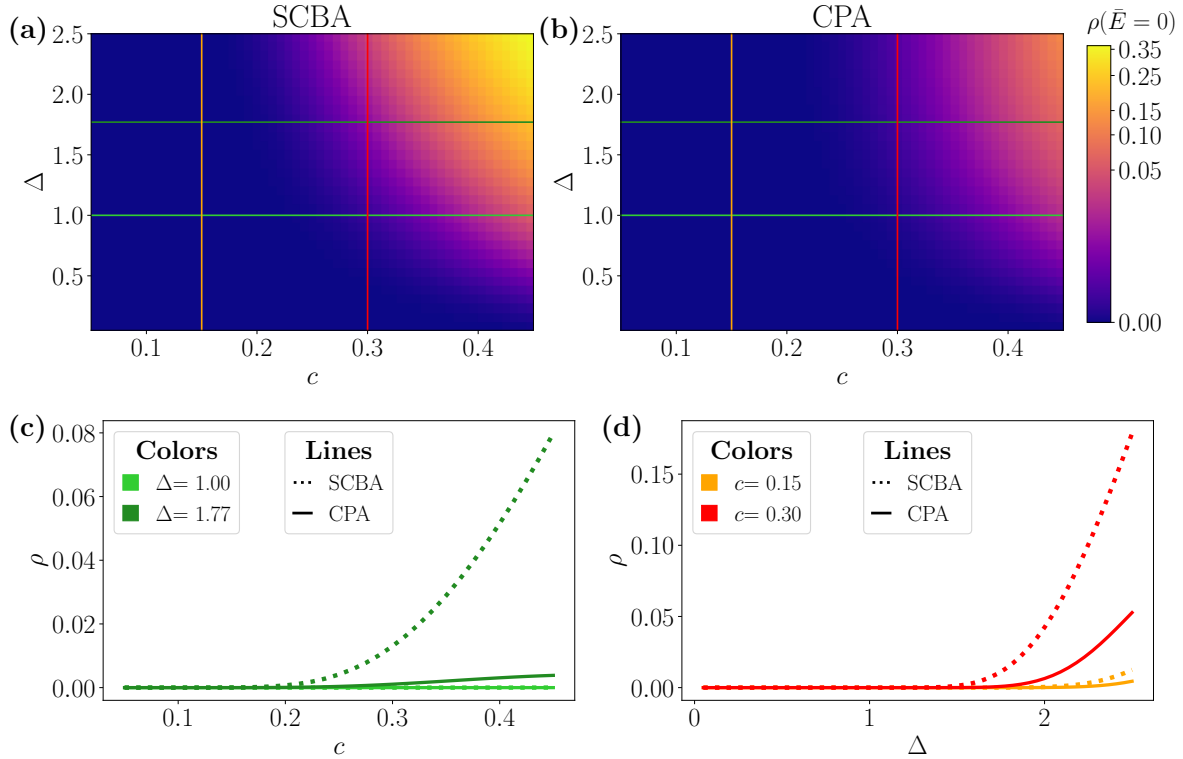 (a) SCBA
2.5
2.0
1.5
1.0
0.5
Δ
0.1 0.2 0.3 0.4
c
(b) CPA
2.5
2.0
1.5
1.0
0.5
Δ
0.1 0.2 0.3 0.4
c
ρ(Ē = 0)
0.35
0.25
0.15
0.10
0.05
0.00
(c)
0.08
0.06
0.04
0.02
0.00
ρ
Colors
Δ= 1.00
Δ= 1.77
Lines
SCBA
CPA
0.1 0.2 0.3 0.4
c
(d)
0.15
0.10
0.05
0.00
ρ
Colors
c= 0.15
c= 0.30
Lines
SCBA
CPA
0 1 2
Δ